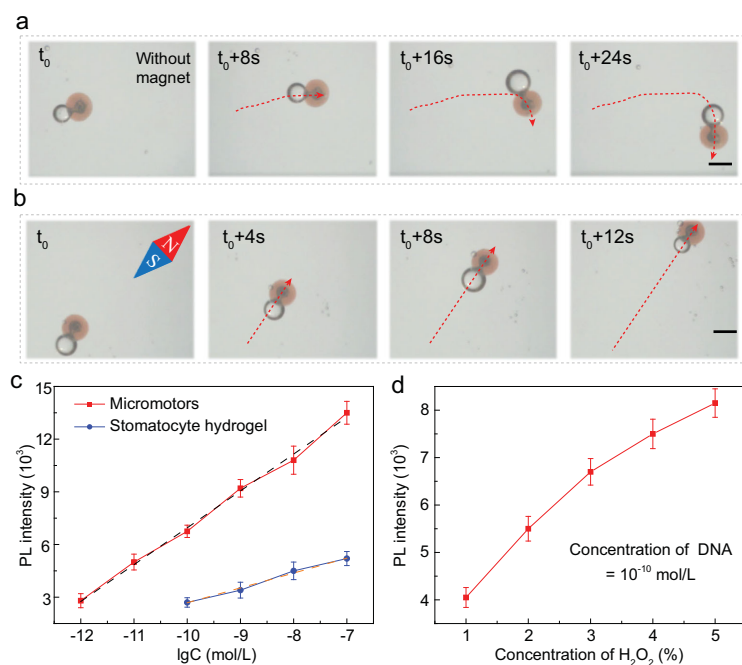 a
t₀
Without
magnet
t₀+8s
t₀+16s
t₀+24s
b
t₀
N
S
t₀+4s
t₀+8s
t₀+12s
c
PL intensity (10³)
15
12
9
6
3
Micromotors
Stomatocyte hydrogel
-12 -11 -10 -9 -8 -7
lgC (mol/L)
d
PL intensity (10³)
8
7
6
5
4
Concentration of DNA
= 10⁻¹⁰ mol/L
1 2 3 4 5
Concentration of H₂O₂ (%)